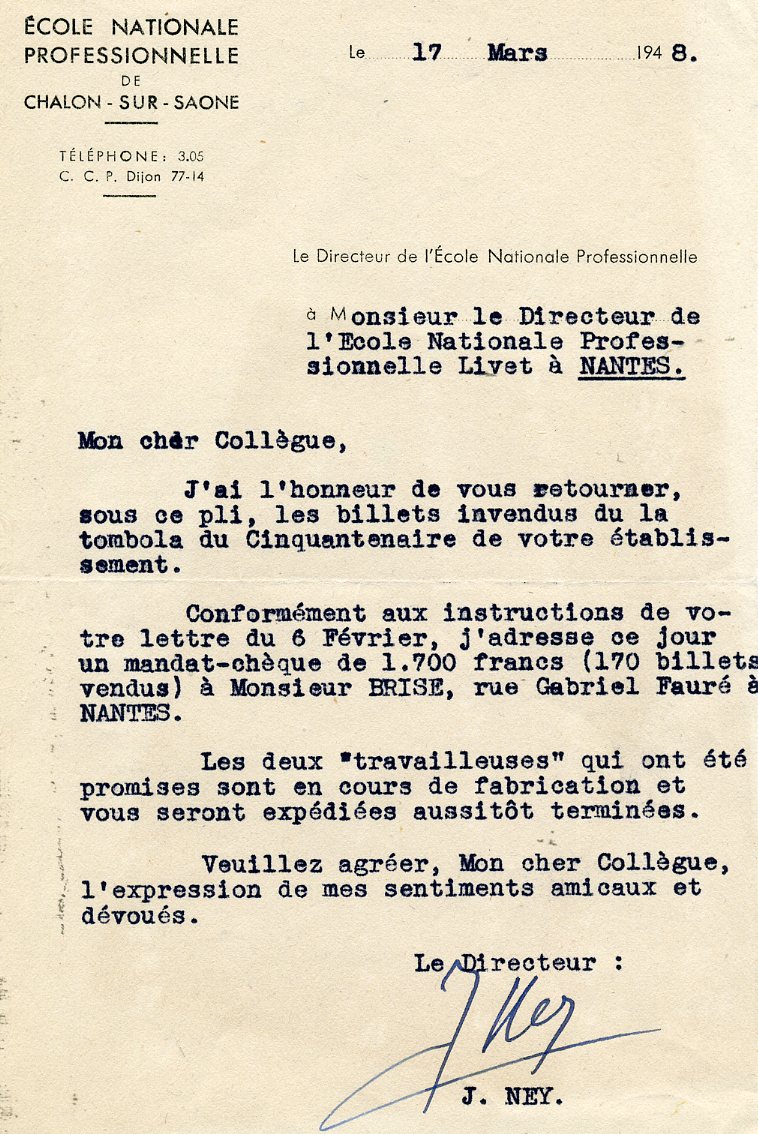 ÉCOLE NATIONALE
PROFESSIONNELLE
DE
CHALON - SUR - SAONE
TÉLÉPHONE : 3.05
C. C. P. Dijon 77-14
Le 17 Mars 1948.
Le Directeur de l'École Nationale Professionnelle
à Monsieur le Directeur de
l'Ecole Nationale Profes-
sionnelle Livet à NANTES.
Mon cher Collègue,
J'ai l'honneur de vous retourner,
sous ce pli, les billets invendus du la
tombola du Cinquantenaire de votre établis-
sement.
Conformément aux instructions de vo-
tre lettre du 6 Février, j'adresse ce jour
un mandat-chèque de 1.700 francs (170 billets
vendus) à Monsieur BRISE, rue Gabriel Fauré à
NANTES.
Les deux "travailleuses" qui ont été
promises sont en cours de fabrication et
vous seront expédiées aussitôt terminées.
Veuillez agréer, Mon cher Collègue,
l'expression de mes sentiments amicaux et
dévoués.
Le Directeur :
J Ney
J. NEY.